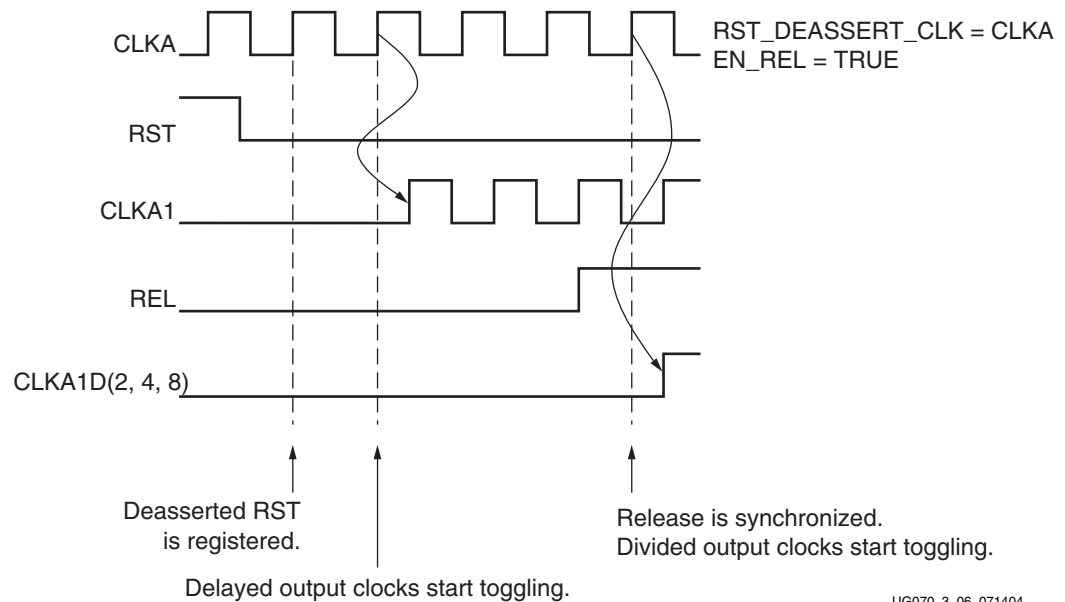 CLKA
RST_DEASSERT_CLK = CLKA
EN_REL = TRUE
RST
CLKA1
REL
CLKA1D(2, 4, 8)
Deasserted RST
is registered.
Release is synchronized.
Divided output clocks start toggling.
Delayed output clocks start toggling.
UG070_3_06_071404